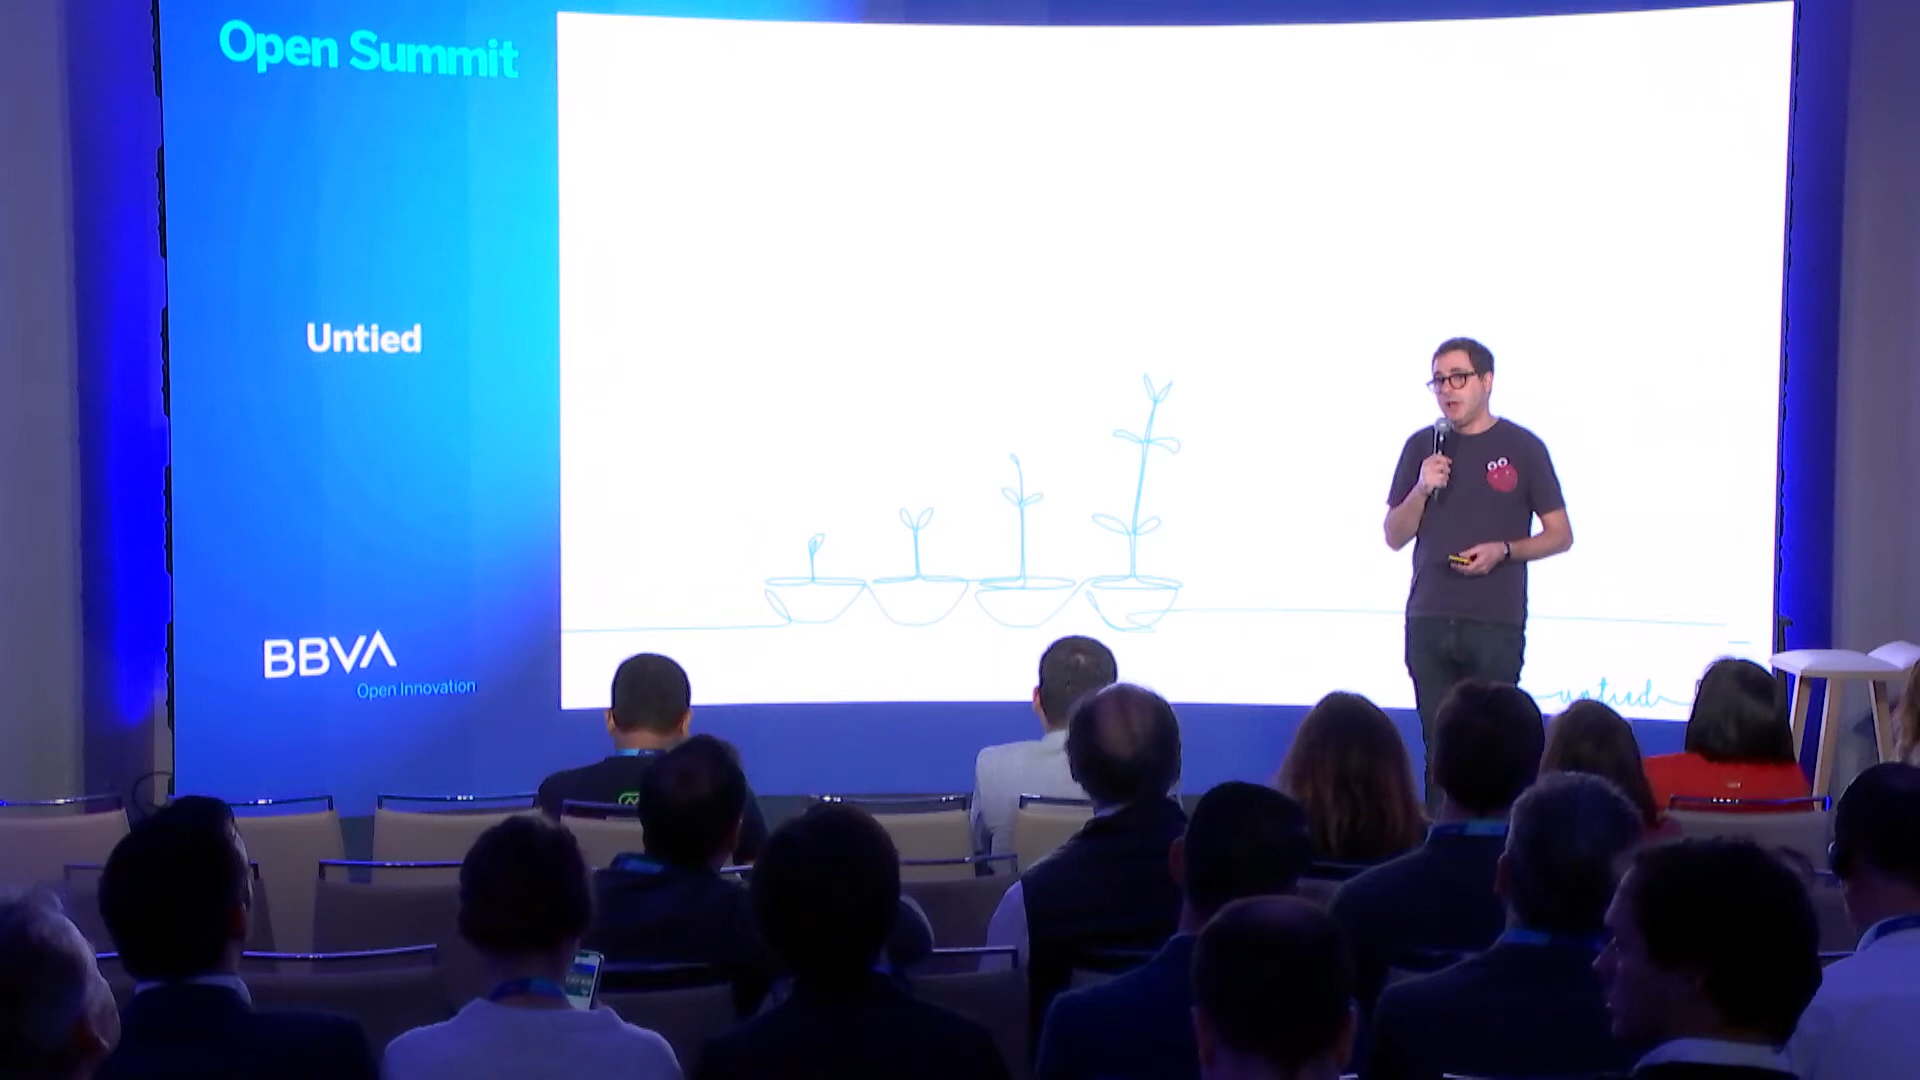 Open Summit
Untied
BBVA
Open Innovation
untied